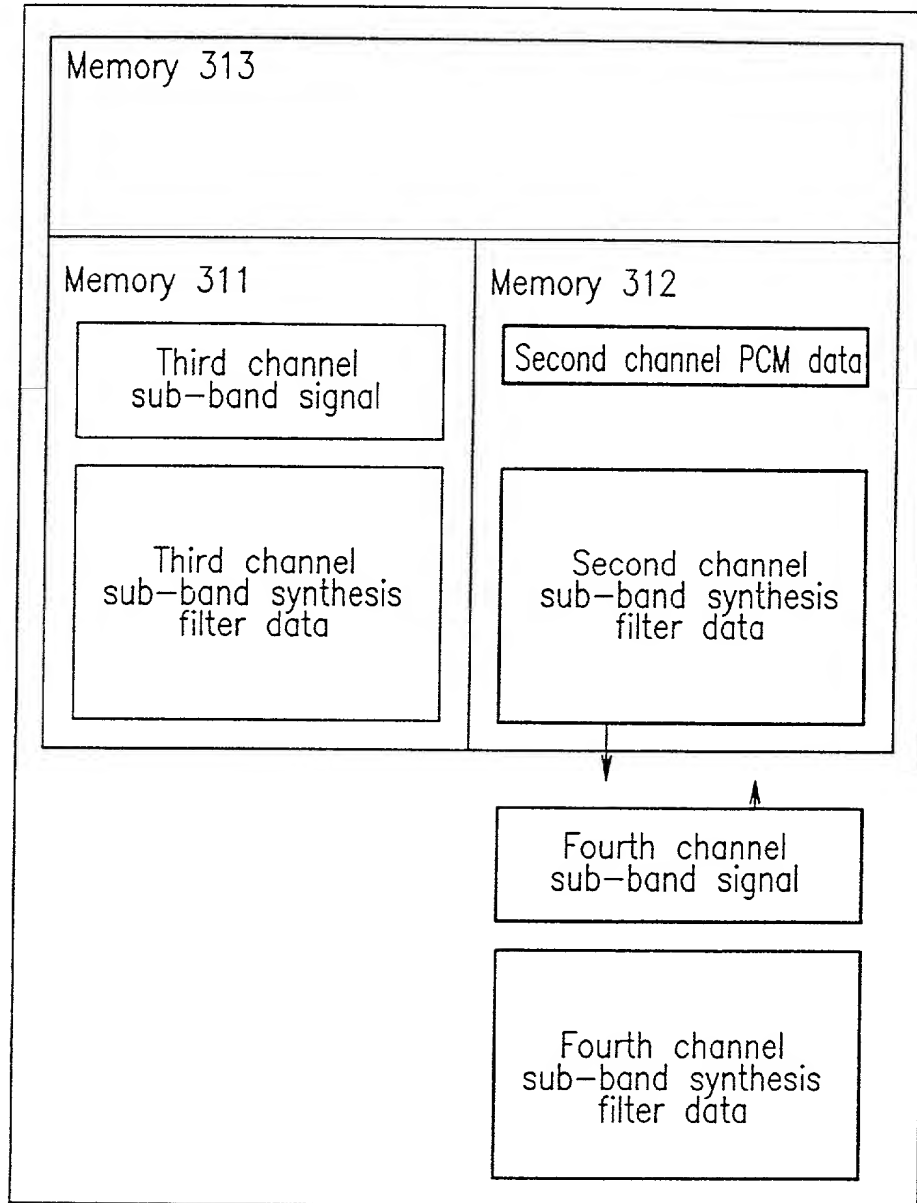 Memory 313
Memory 311
Third channel
sub-band signal
Third channel
sub-band synthesis
filter data
Memory 312
Second channel PCM data
Second channel
sub-band synthesis
filter data
Fourth channel
sub-band signal
Fourth channel
sub-band synthesis
filter data